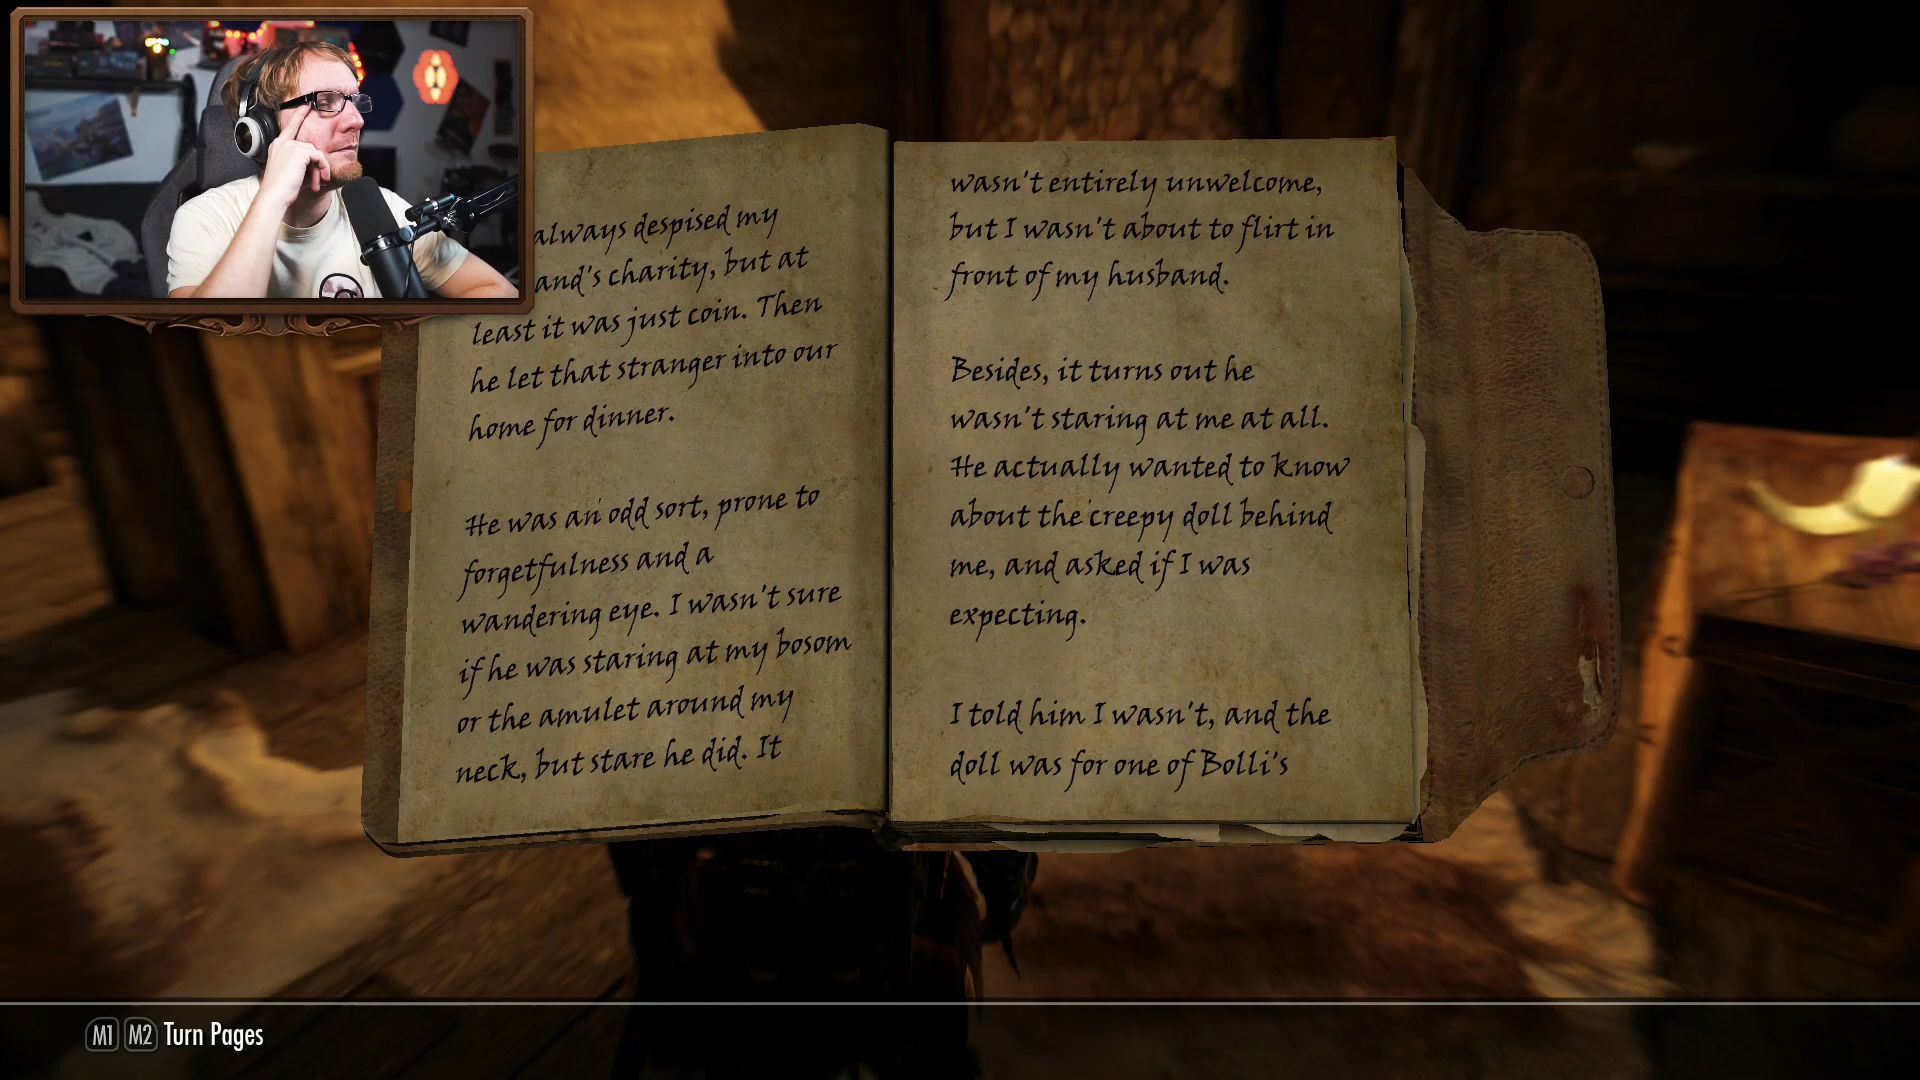 always despised my
and's charity, but at
least it was just coin. Then
he let that stranger into our
home for dinner.
He was an odd sort, prone to
forgetfulness and a
wandering eye. I wasn't sure
if he was staring at my bosom
or the amulet around my
neck, but stare he did. It
wasn't entirely unwelcome,
but I wasn't about to flirt in
front of my husband.
Besides, it turns out he
wasn't staring at me at all.
He actually wanted to know
about the creepy doll behind
me, and asked if I was
expecting.
I told him I wasn't, and the
doll was for one of Bolli's
M1 M2 Turn Pages